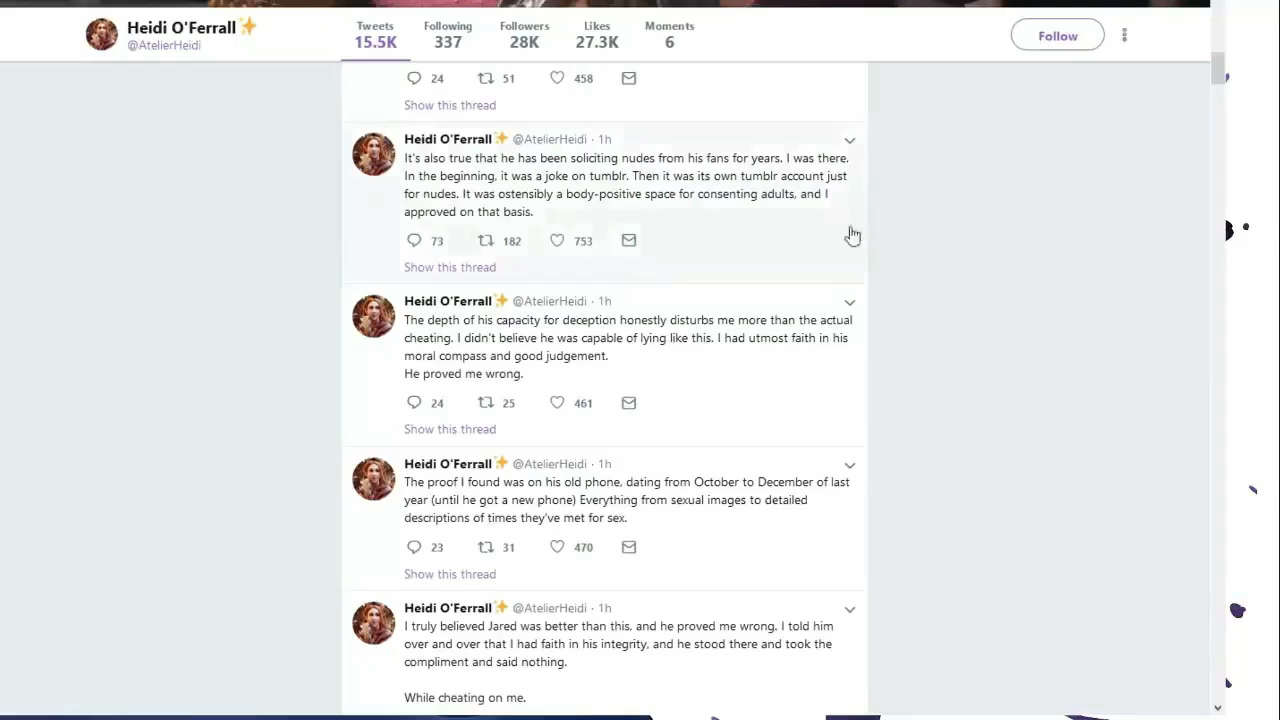 Heidi O'Ferrall✨
@AtelierHeidi
Tweets Following Followers Likes Moments
15.5K 337 28K 27.3K 6
Follow
24 51 458
Show this thread
Heidi O'Ferrall✨ @AtelierHeidi · 1h
It's also true that he has been soliciting nudes from his fans for years. I was there.
In the beginning, it was a joke on tumblr. Then it was its own tumblr account just
for nudes. It was ostensibly a body-positive space for consenting adults, and I
approved on that basis.
73 182 753
Show this thread
Heidi O'Ferrall✨ @AtelierHeidi · 1h
The depth of his capacity for deception honestly disturbs me more than the actual
cheating. I didn't believe he was capable of lying like this. I had utmost faith in his
moral compass and good judgement.
He proved me wrong.
24 25 461
Show this thread
Heidi O'Ferrall✨ @AtelierHeidi · 1h
The proof I found was on his old phone, dating from October to December of last
year (until he got a new phone) Everything from sexual images to detailed
descriptions of times they've met for sex.
23 31 470
Show this thread
Heidi O'Ferrall✨ @AtelierHeidi · 1h
I truly believed Jared was better than this, and he proved me wrong. I told him
over and over that I had faith in his integrity, and he stood there and took the
compliment and said nothing.
While cheating on me.